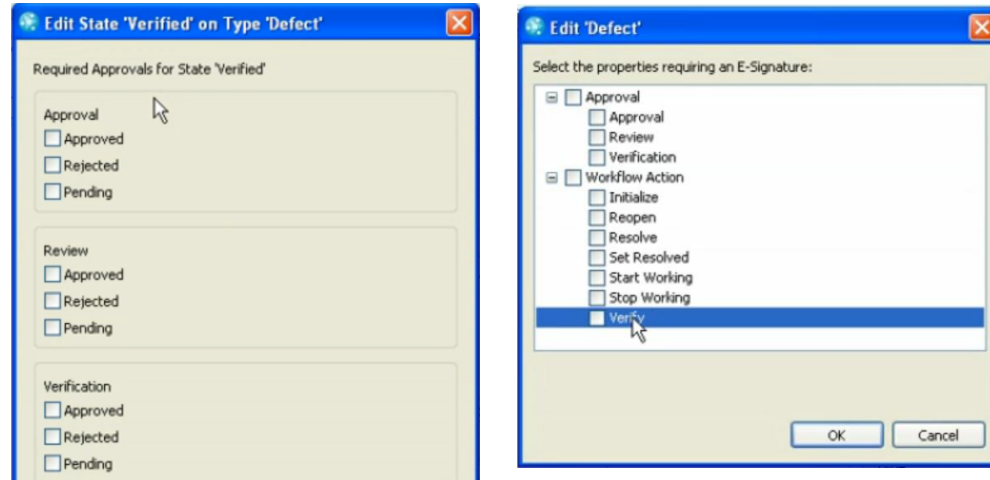 Edit State 'Verified' on Type 'Defect'
Required Approvals for State 'Verified'
Approval
Approved
Rejected
Pending
Review
Approved
Rejected
Pending
Verification
Approved
Rejected
Pending
Edit 'Defect'
Select the properties requiring an E-Signature:
Approval
Approval
Review
Verification
Workflow Action
Initialize
Reopen
Resolve
Set Resolved
Start Working
Stop Working
Verify
OK
Cancel